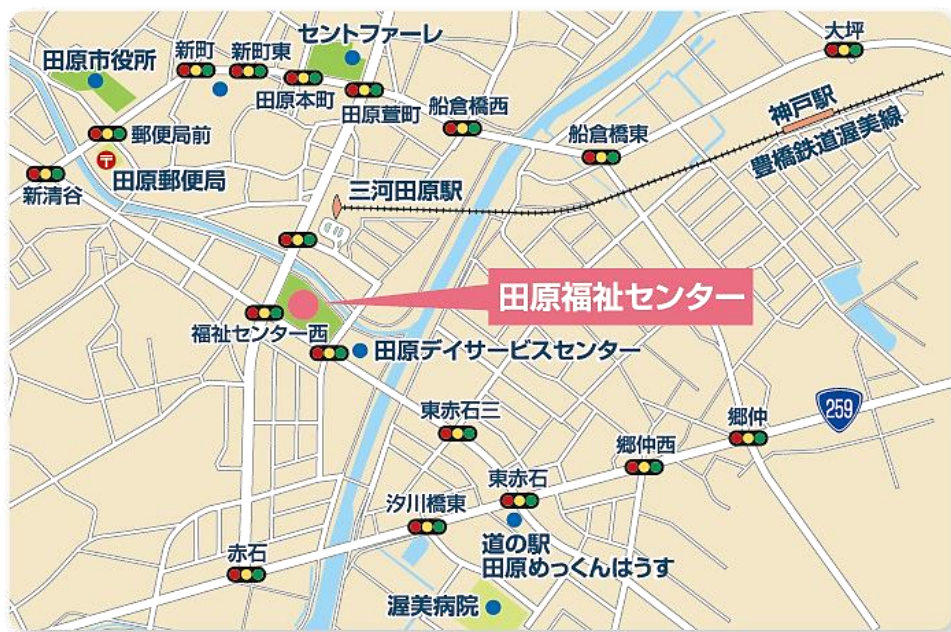 セントファーレ
大坪
新町
新町東
田原市役所
田原本町
田原萱町
船倉橋西
神戸駅
郵便局前
船倉橋東
豊橋鉄道渥美線
〒
田原郵便局
新清谷
三河田原駅
田原福祉センター
福祉センター西
田原デイサービスセンター
259
東赤石三
郷仲
郷仲西
東赤石
汐川橋東
道の駅
田原めっくんはうす
赤石
渥美病院